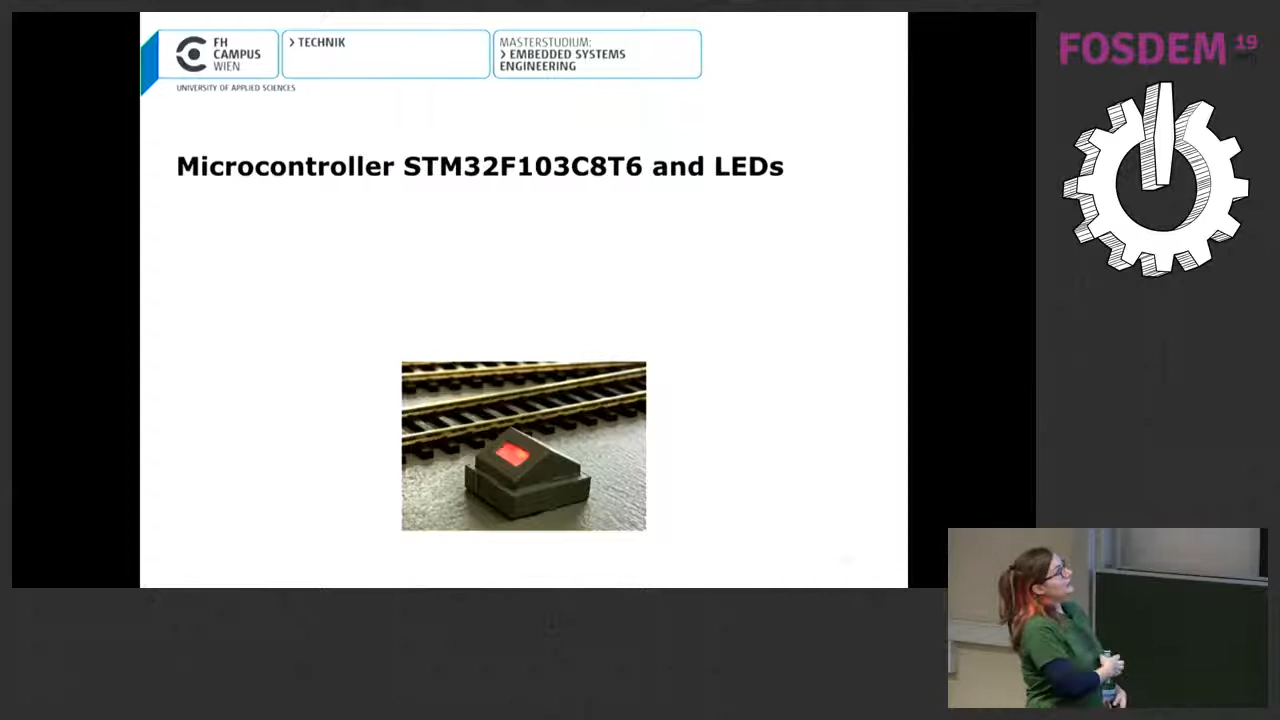 FH
CAMPUS
WIEN
> TECHNIK
MASTERSTUDIUM:
> EMBEDDED SYSTEMS
ENGINEERING
UNIVERSITY OF APPLIED SCIENCES
Microcontroller STM32F103C8T6 and LEDs
FOSDEM 19